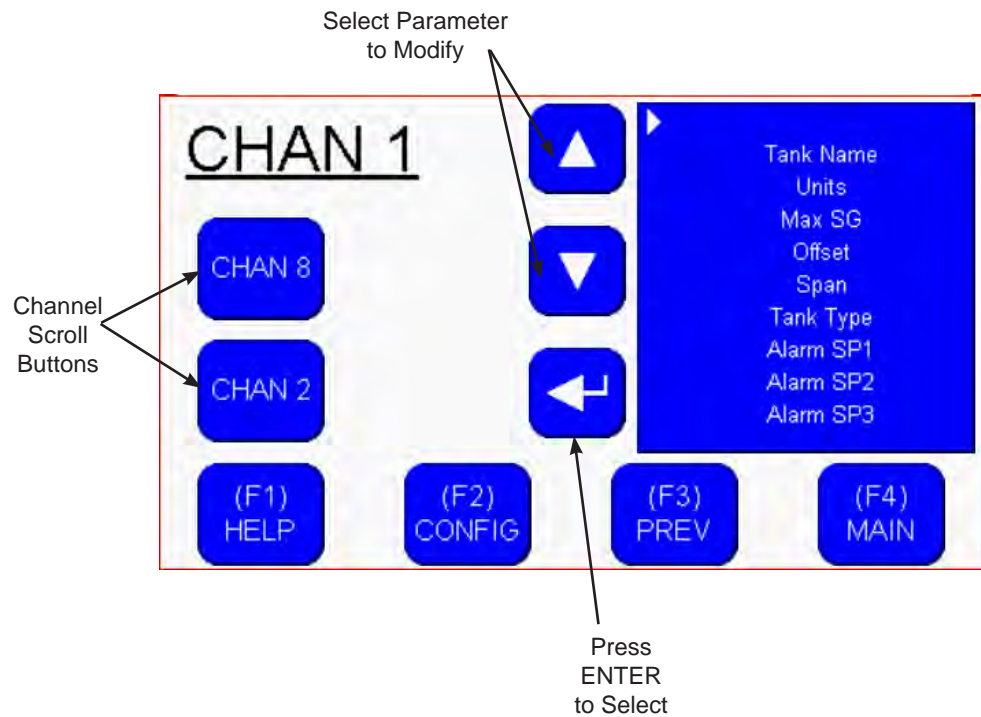 Select Parameter
to Modify
CHAN 1
Tank Name
Units
Max SG
Offset
Span
Tank Type
Alarm SP1
Alarm SP2
Alarm SP3
CHAN 8
Channel
Scroll
Buttons
CHAN 2
(F1)
HELP
(F2)
CONFIG
(F3)
PREV
(F4)
MAIN
Press
ENTER
to Select